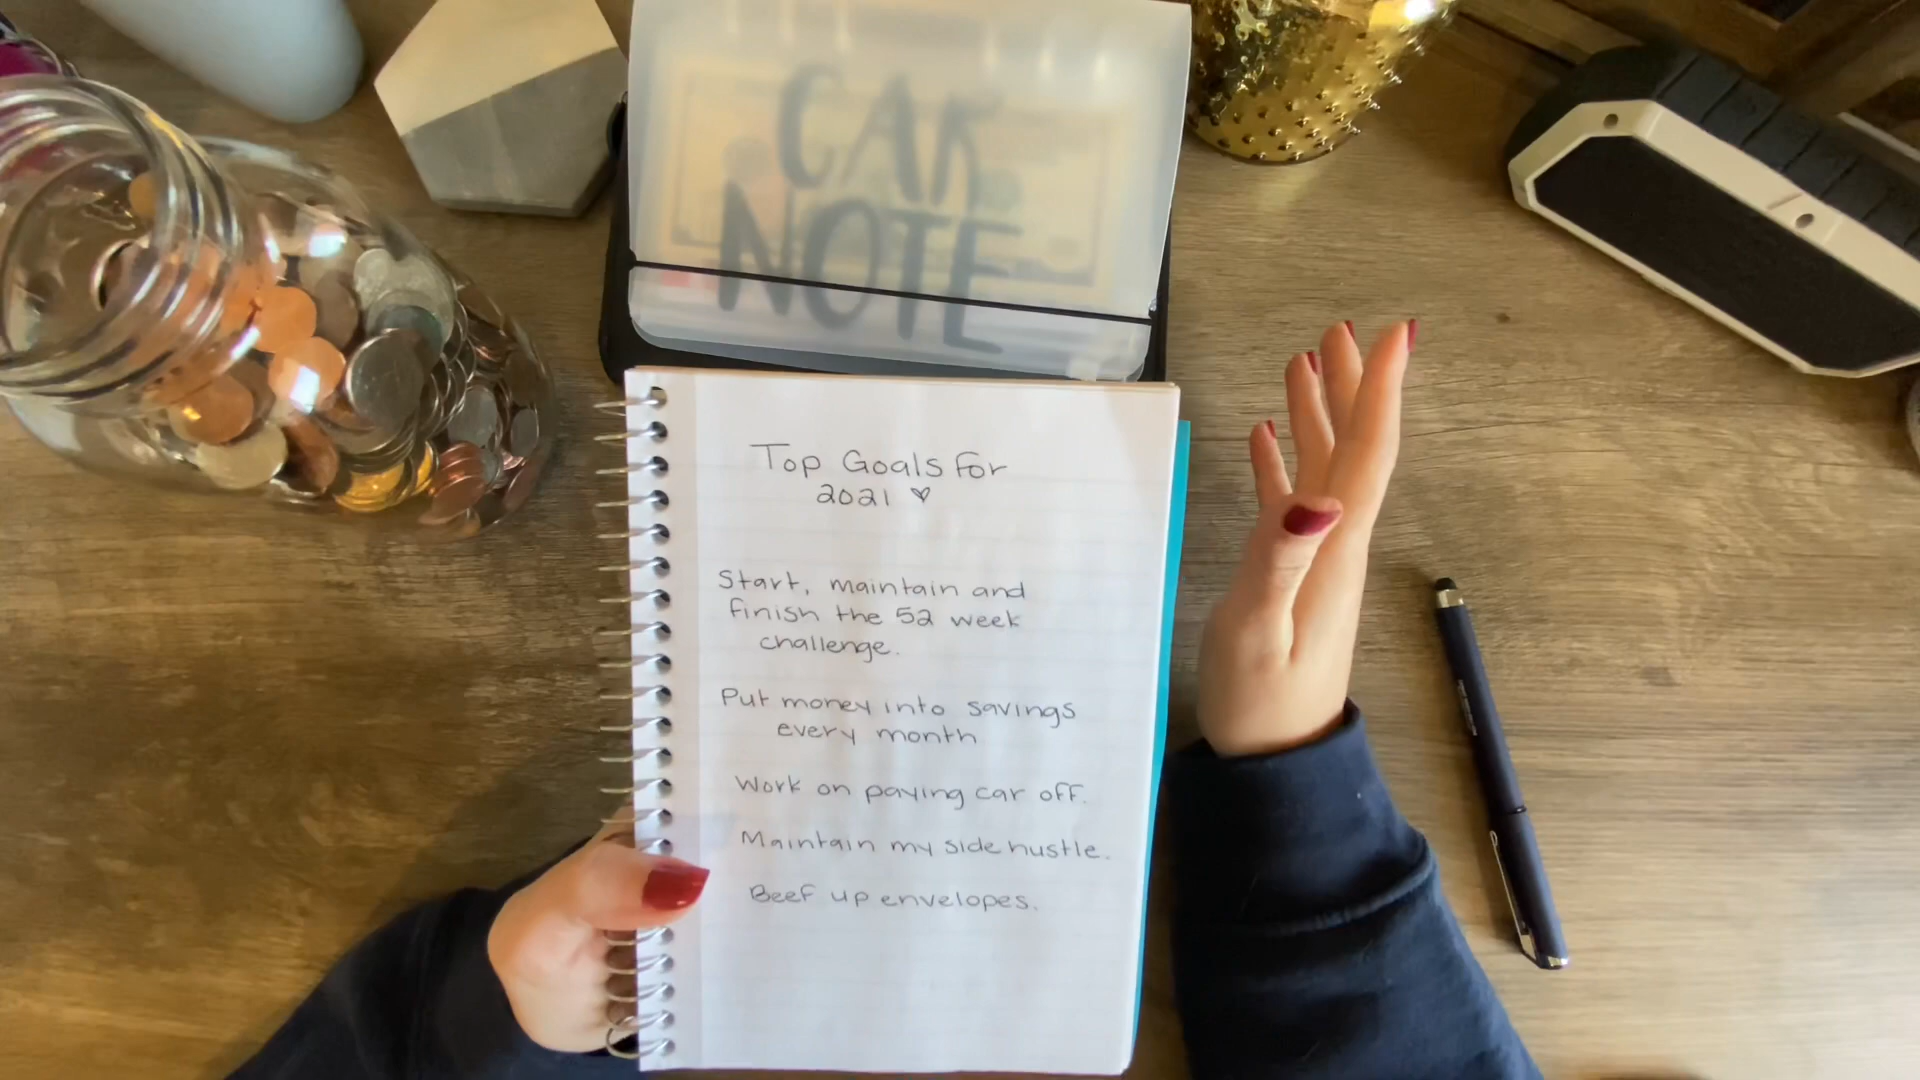 CAR
NOTE
Top Goals for
2021 ♡
Start, maintain and
finish the 52 week
challenge.
Put money into savings
every month
Work on paying car off.
Maintain my side hustle.
Beef up envelopes.